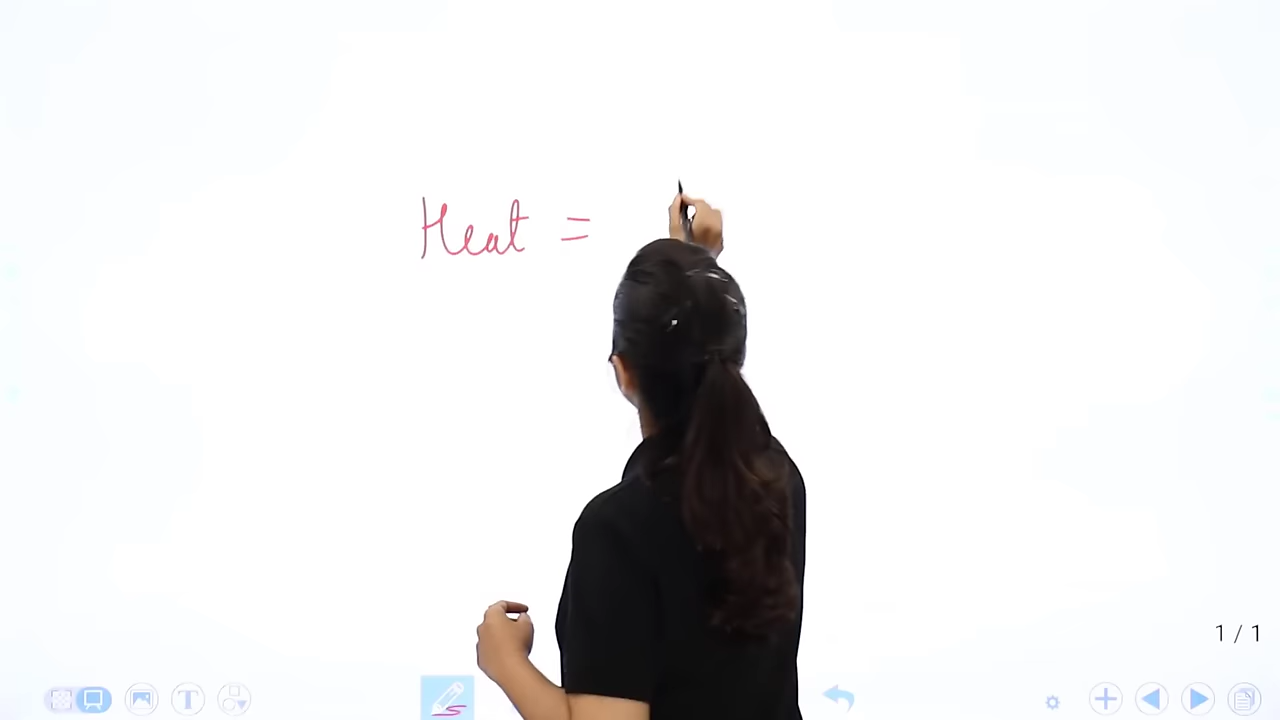 Heat =
1 / 1
T